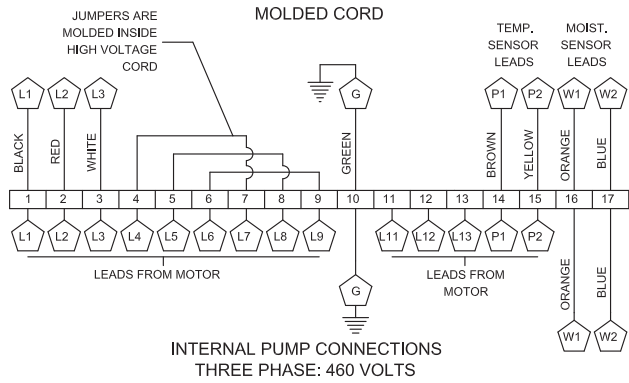 MOLDED CORD
JUMPERS ARE
MOLDED INSIDE
HIGH VOLTAGE
CORD
TEMP.
SENSOR
LEADS
MOIST.
SENSOR
LEADS
L1 L2 L3 G P1 P2 W1 W2
BLACK
RED
WHITE
GREEN
BROWN
YELLOW
ORANGE
BLUE
1 2 3 4 5 6 7 8 9 10 11 12 13 14 15 16 17
L1 L2 L3 L4 L5 L6 L7 L8 L9 L11 L12 L13 P1 P2
LEADS FROM MOTOR
LEADS FROM
MOTOR
G
ORANGE
BLUE
W1 W2
INTERNAL PUMP CONNECTIONS
THREE PHASE: 460 VOLTS